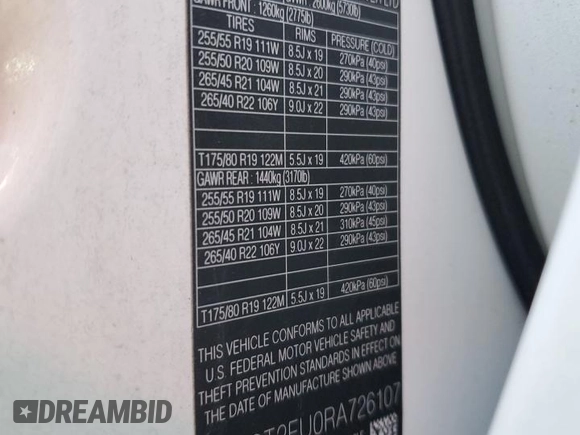 GAWR FRONT : 1260kg (2775lb)
2600kg (5730lb)
TIRES RIMS PRESSURE (COLD)
255/55 R19 111W 8.5J x 19 270kPa (40psi)
255/50 R20 109W 8.5J x 20 290kPa (43psi)
265/45 R21 104W 8.5J x 21 290kPa (43psi)
265/40 R22 106Y 9.0J x 22 290kPa (43psi)
T175/80 R19 122M 5.5J x 19 420kPa (60psi)
GAWR REAR : 1440kg (3170lb)
255/55 R19 111W 8.5J x 19 270kPa (40psi)
255/50 R20 109W 8.5J x 20 290kPa (43psi)
265/45 R21 104W 8.5J x 21 310kPa (45psi)
265/40 R22 106Y 9.0J x 22 290kPa (43psi)
T175/80 R19 122M 5.5J x 19 420kPa (60psi)
THIS VEHICLE CONFORMS TO ALL APPLICABLE
U.S. FEDERAL MOTOR VEHICLE SAFETY AND
THEFT PREVENTION STANDARDS IN EFFECT ON
THE DATE OF MANUFACTURE SHOWN ABOVE
RA726107
DREAMBID